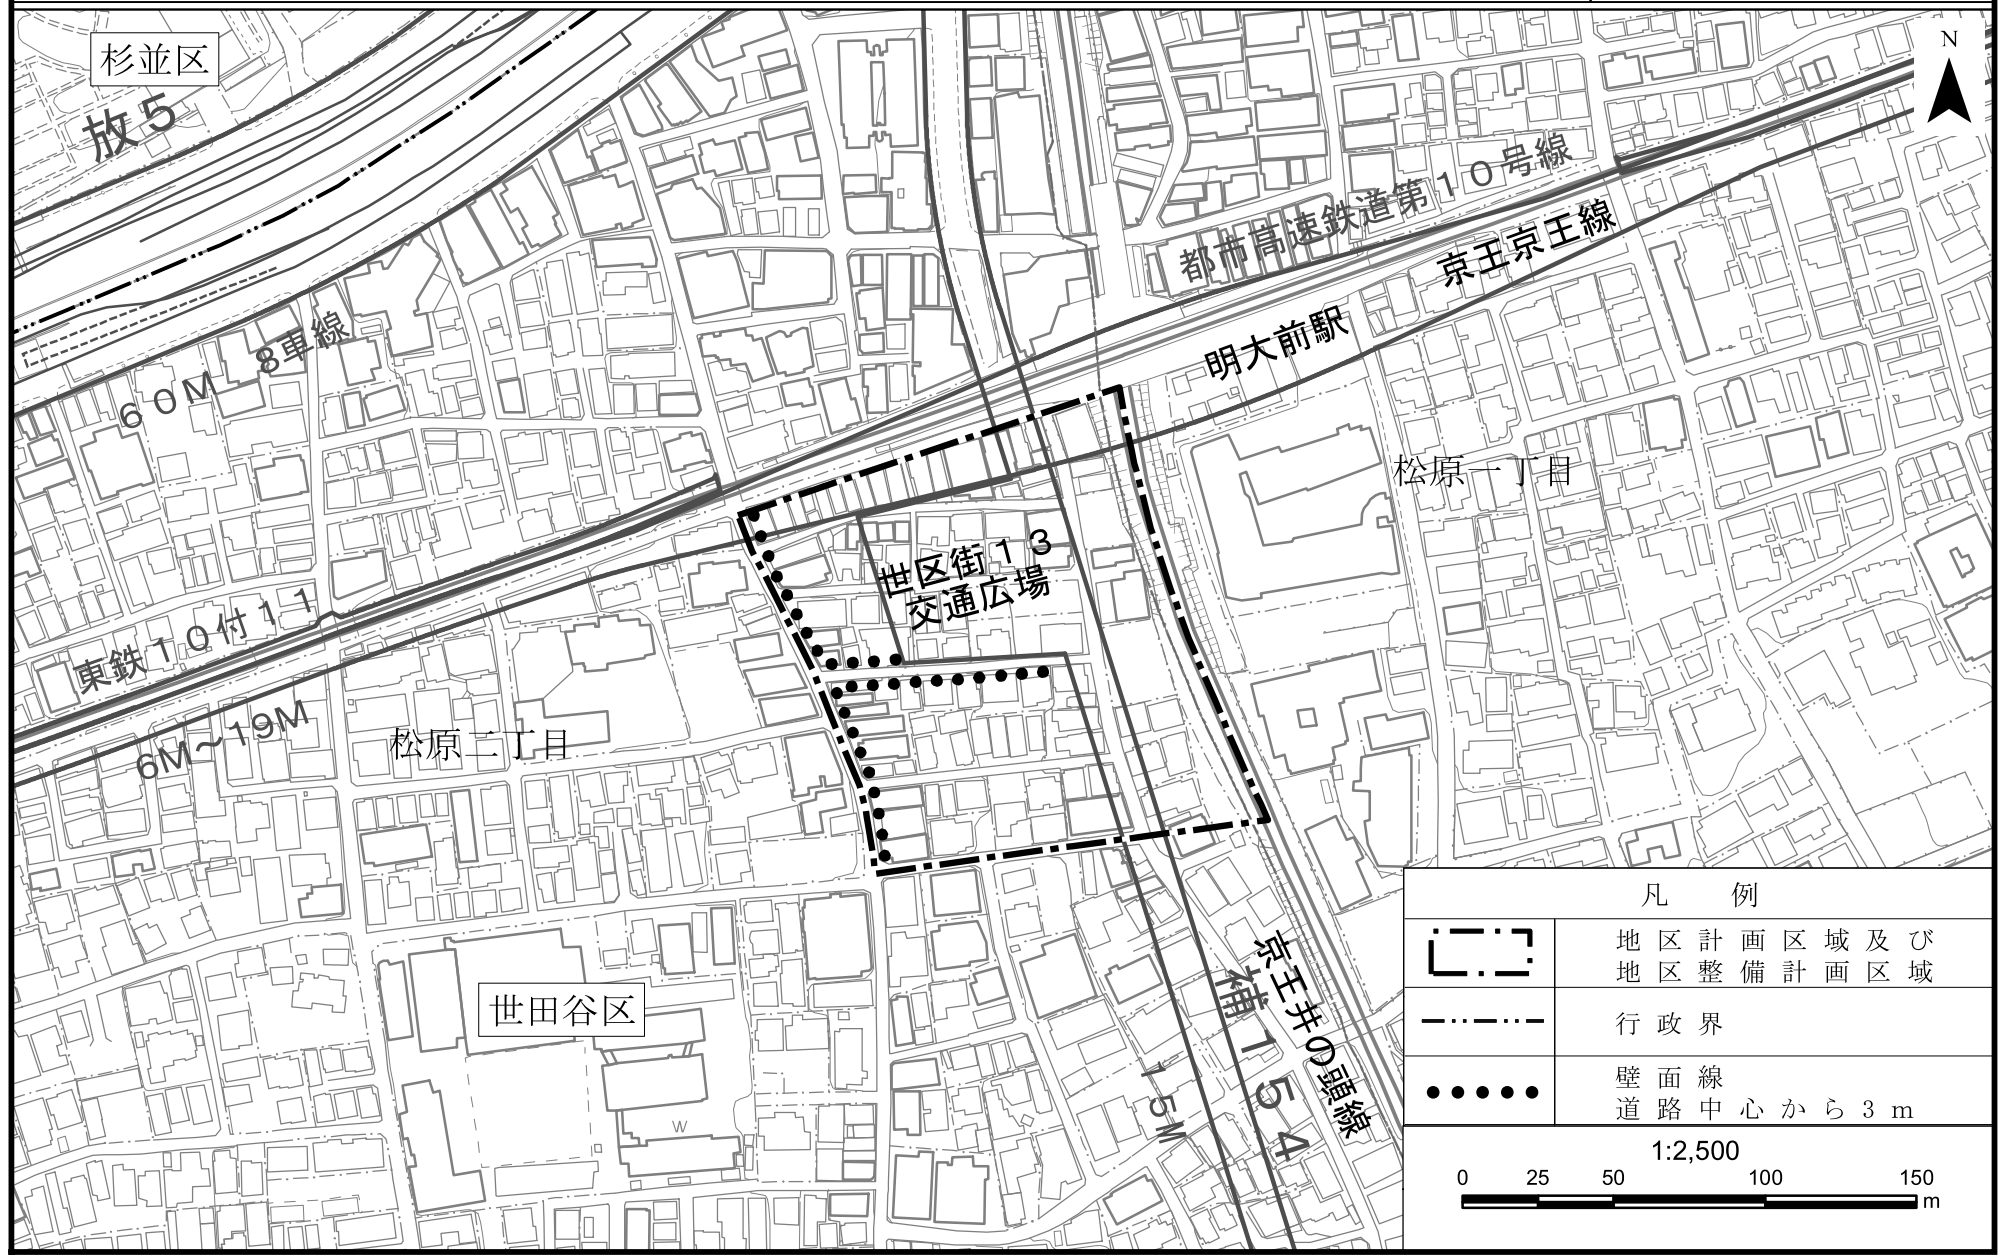 杉並区
放５
N
都市高速鉄道第１０号線
京王京王線
明大前駅
６０Ｍ　８車線
松原一丁目
世区街１３
交通広場
東鉄１０付１１
６Ｍ～１９Ｍ
松原二丁目
世田谷区
W
京王井の頭線
補１５４
１５Ｍ
凡　例
地区計画区域及び
地区整備計画区域
行政界
壁面線
道路中心から3m
1:2,500
0 25 50 100 150
m